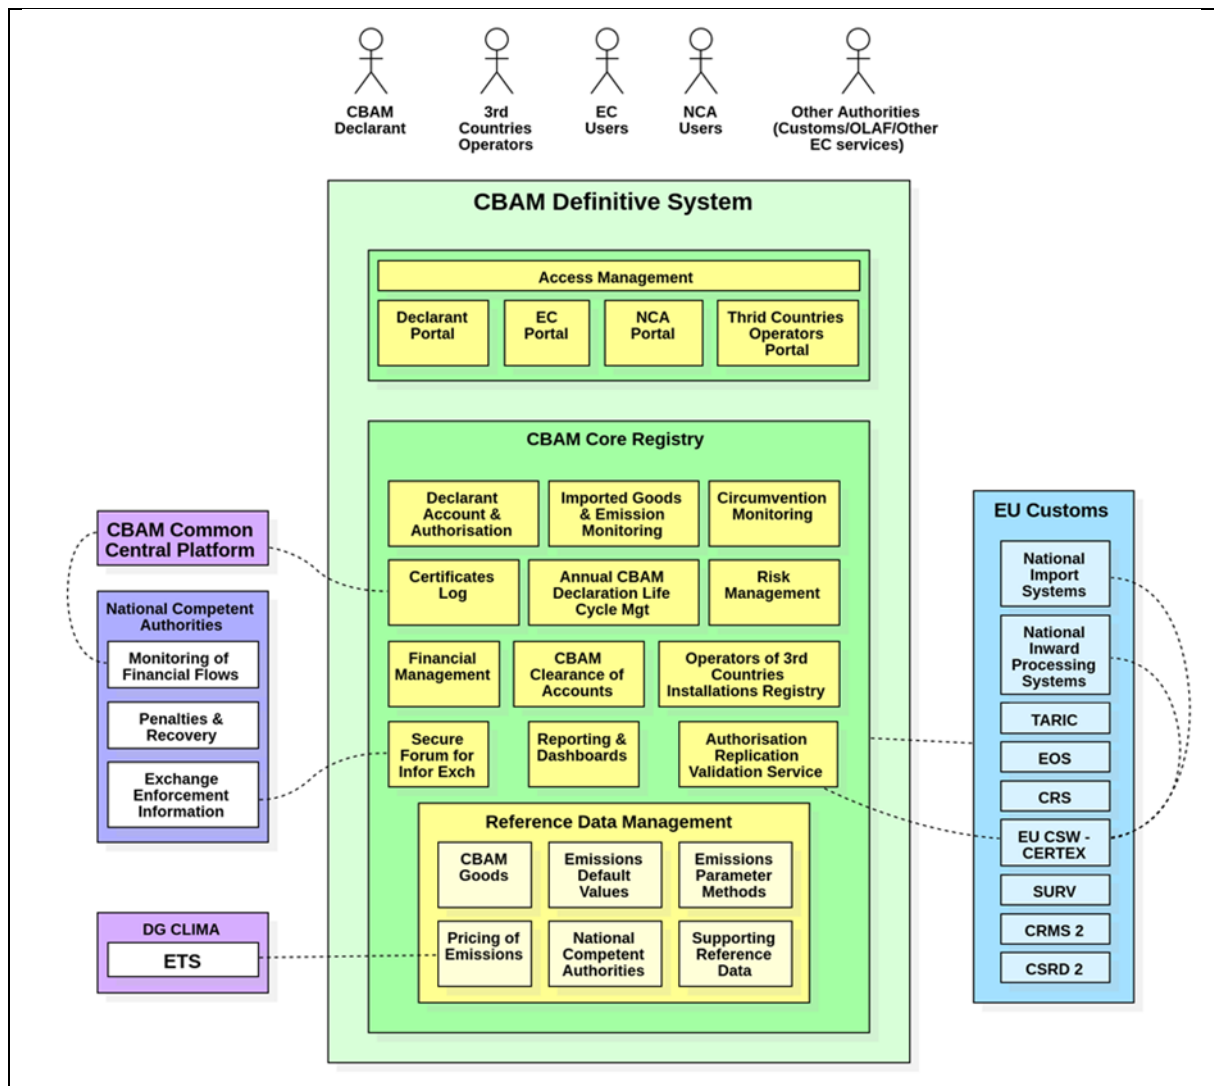 CBAM
Declarant
3rd
Countries
Operators
EC
Users
NCA
Users
Other Authorities
(Customs/OLAF/Other
EC services)
CBAM Definitive System
Access Management
Declarant
Portal
EC
Portal
NCA
Portal
Thrid Countries
Operators
Portal
CBAM Core Registry
Declarant
Account &
Authorisation
Imported Goods
& Emission
Monitoring
Circumvention
Monitoring
Certificates
Log
Annual CBAM
Declaration Life
Cycle Mgt
Risk
Management
Financial
Management
CBAM
Clearance of
Accounts
Operators of 3rd
Countries
Installations Registry
Secure
Forum for
Infor Exch
Reporting &
Dashboards
Authorisation
Replication
Validation Service
Reference Data Management
CBAM
Goods
Emissions
Default
Values
Emissions
Parameter
Methods
Pricing of
Emissions
National
Competent
Authorities
Supporting
Reference
Data
CBAM Common
Central Platform
National Competent
Authorities
Monitoring of
Financial Flows
Penalties &
Recovery
Exchange
Enforcement
Information
DG CLIMA
ETS
EU Customs
National
Import
Systems
National
Inward
Processing
Systems
TARIC
EOS
CRS
EU CSW -
CERTEX
SURV
CRMS 2
CSRD 2